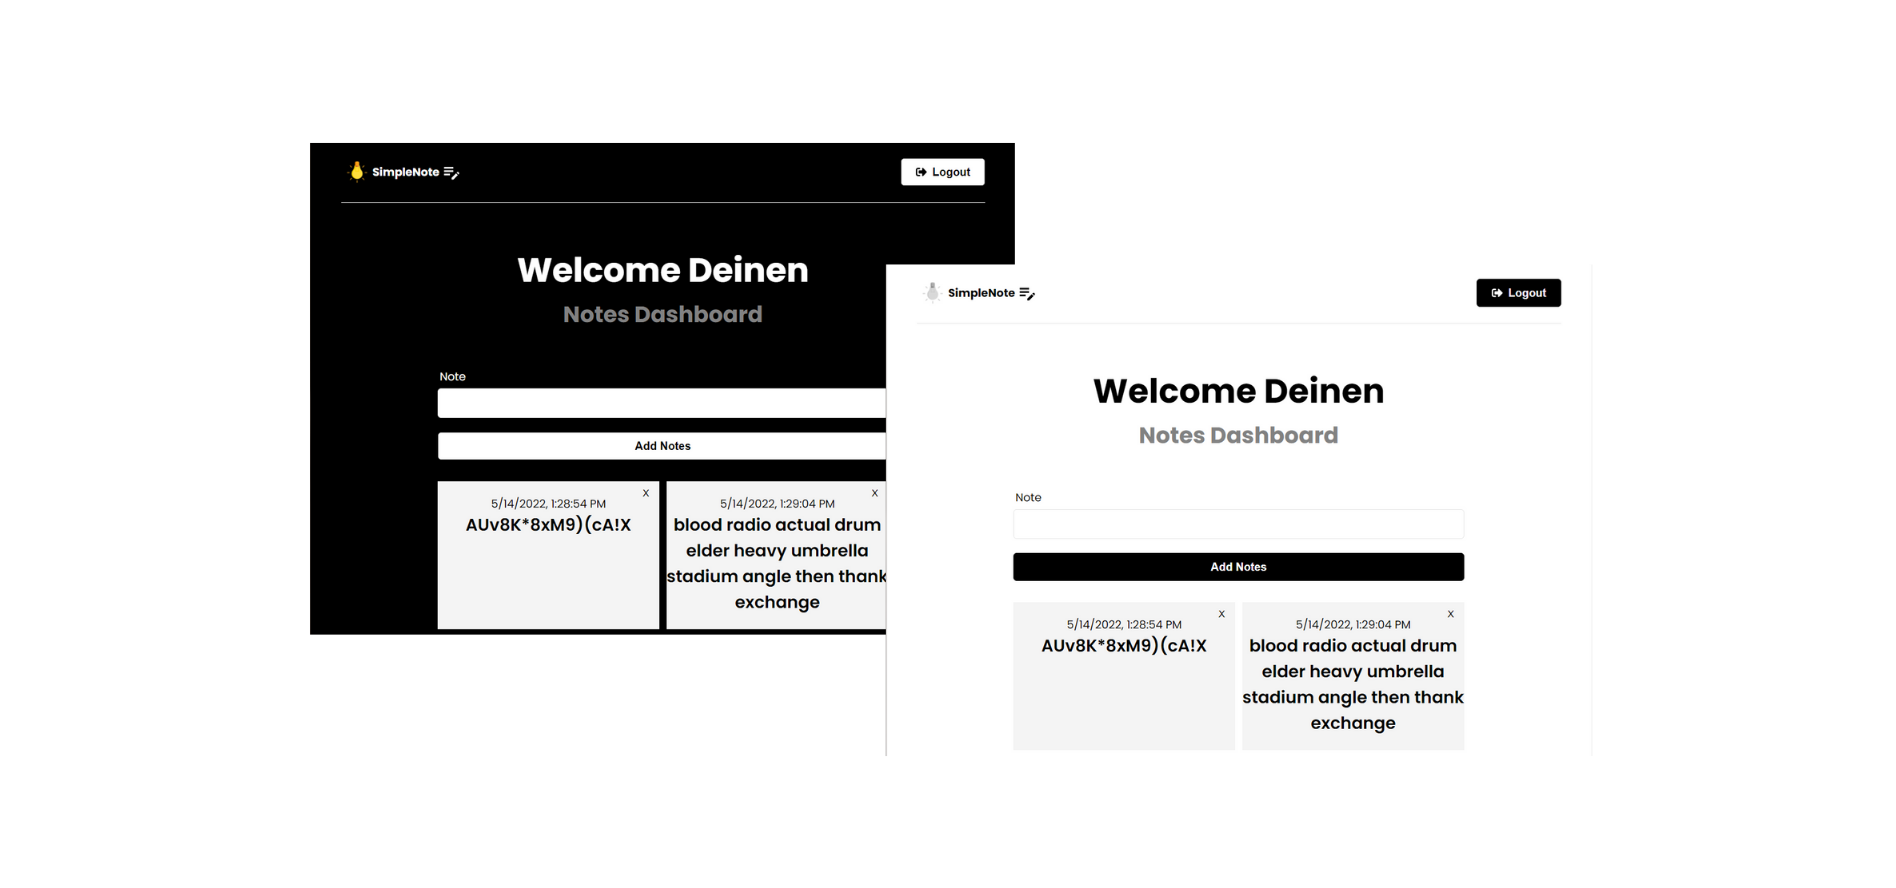 SimpleNote
Logout
Welcome Deinen
Notes Dashboard
Note
Add Notes
X
5/14/2022, 1:28:54 PM
AUv8K*8xM9)(cA!X
X
5/14/2022, 1:29:04 PM
blood radio actual drum
elder heavy umbrella
stadium angle then thank
exchange
SimpleNote
Logout
Welcome Deinen
Notes Dashboard
Note
Add Notes
X
5/14/2022, 1:28:54 PM
AUv8K*8xM9)(cA!X
X
5/14/2022, 1:29:04 PM
blood radio actual drum
elder heavy umbrella
stadium angle then thank
exchange